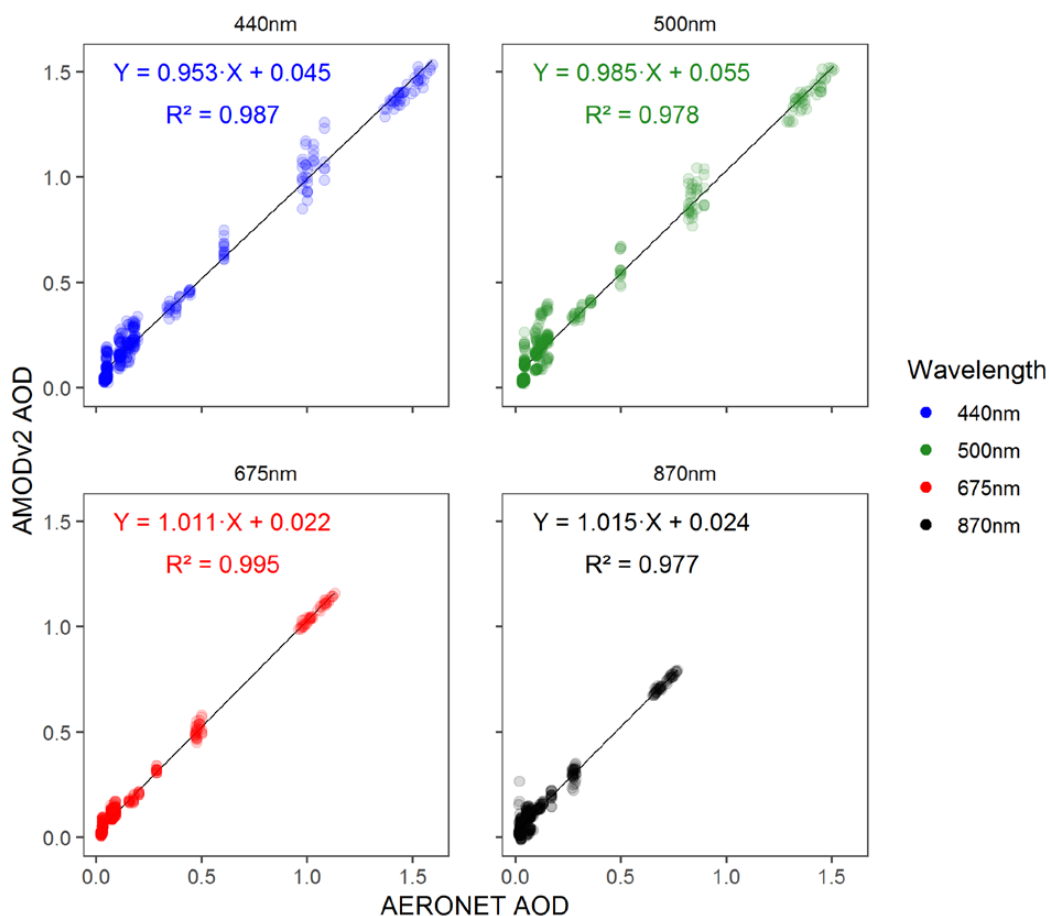 440nm
500nm
Y = 0.953·X + 0.045
R² = 0.987
Y = 0.985·X + 0.055
R² = 0.978
1.5
1.0
0.5
0.0
675nm
870nm
Y = 1.011·X + 0.022
R² = 0.995
Y = 1.015·X + 0.024
R² = 0.977
1.5
1.0
0.5
0.0
0.0 0.5 1.0 1.5
0.0 0.5 1.0 1.5
AERONET AOD
AMODv2 AOD
Wavelength
440nm
500nm
675nm
870nm